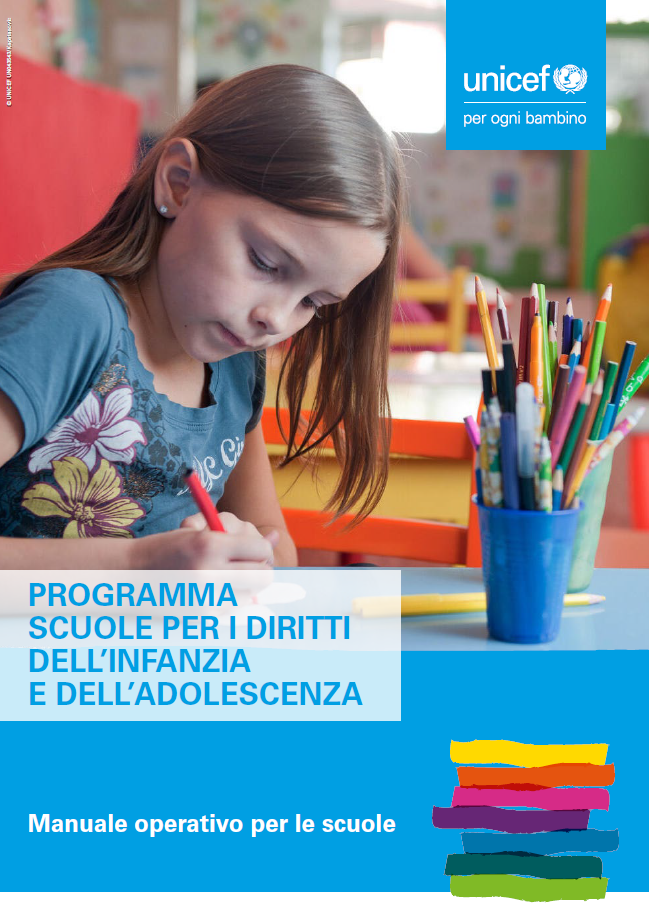 unicef
per ogni bambino
PROGRAMMA
SCUOLE PER I DIRITTI
DELL'INFANZIA
E DELL'ADOLESCENZA
Manuale operativo per le scuole